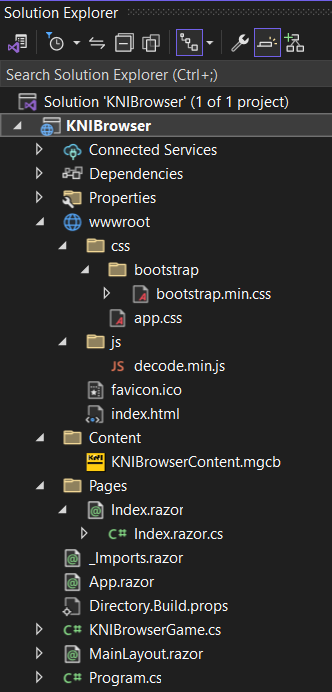 Solution Explorer
Search Solution Explorer (Ctrl+;)
Solution 'KNIBrowser' (1 of 1 project)
KNIBrowser
Connected Services
Dependencies
Properties
wwwroot
css
bootstrap
bootstrap.min.css
app.css
js
JS decode.min.js
favicon.ico
index.html
Content
KNI KNIBrowserContent.mgcb
Pages
Index.razor
C# Index.razor.cs
_Imports.razor
App.razor
Directory.Build.props
C# KNIBrowserGame.cs
MainLayout.razor
C# Program.cs